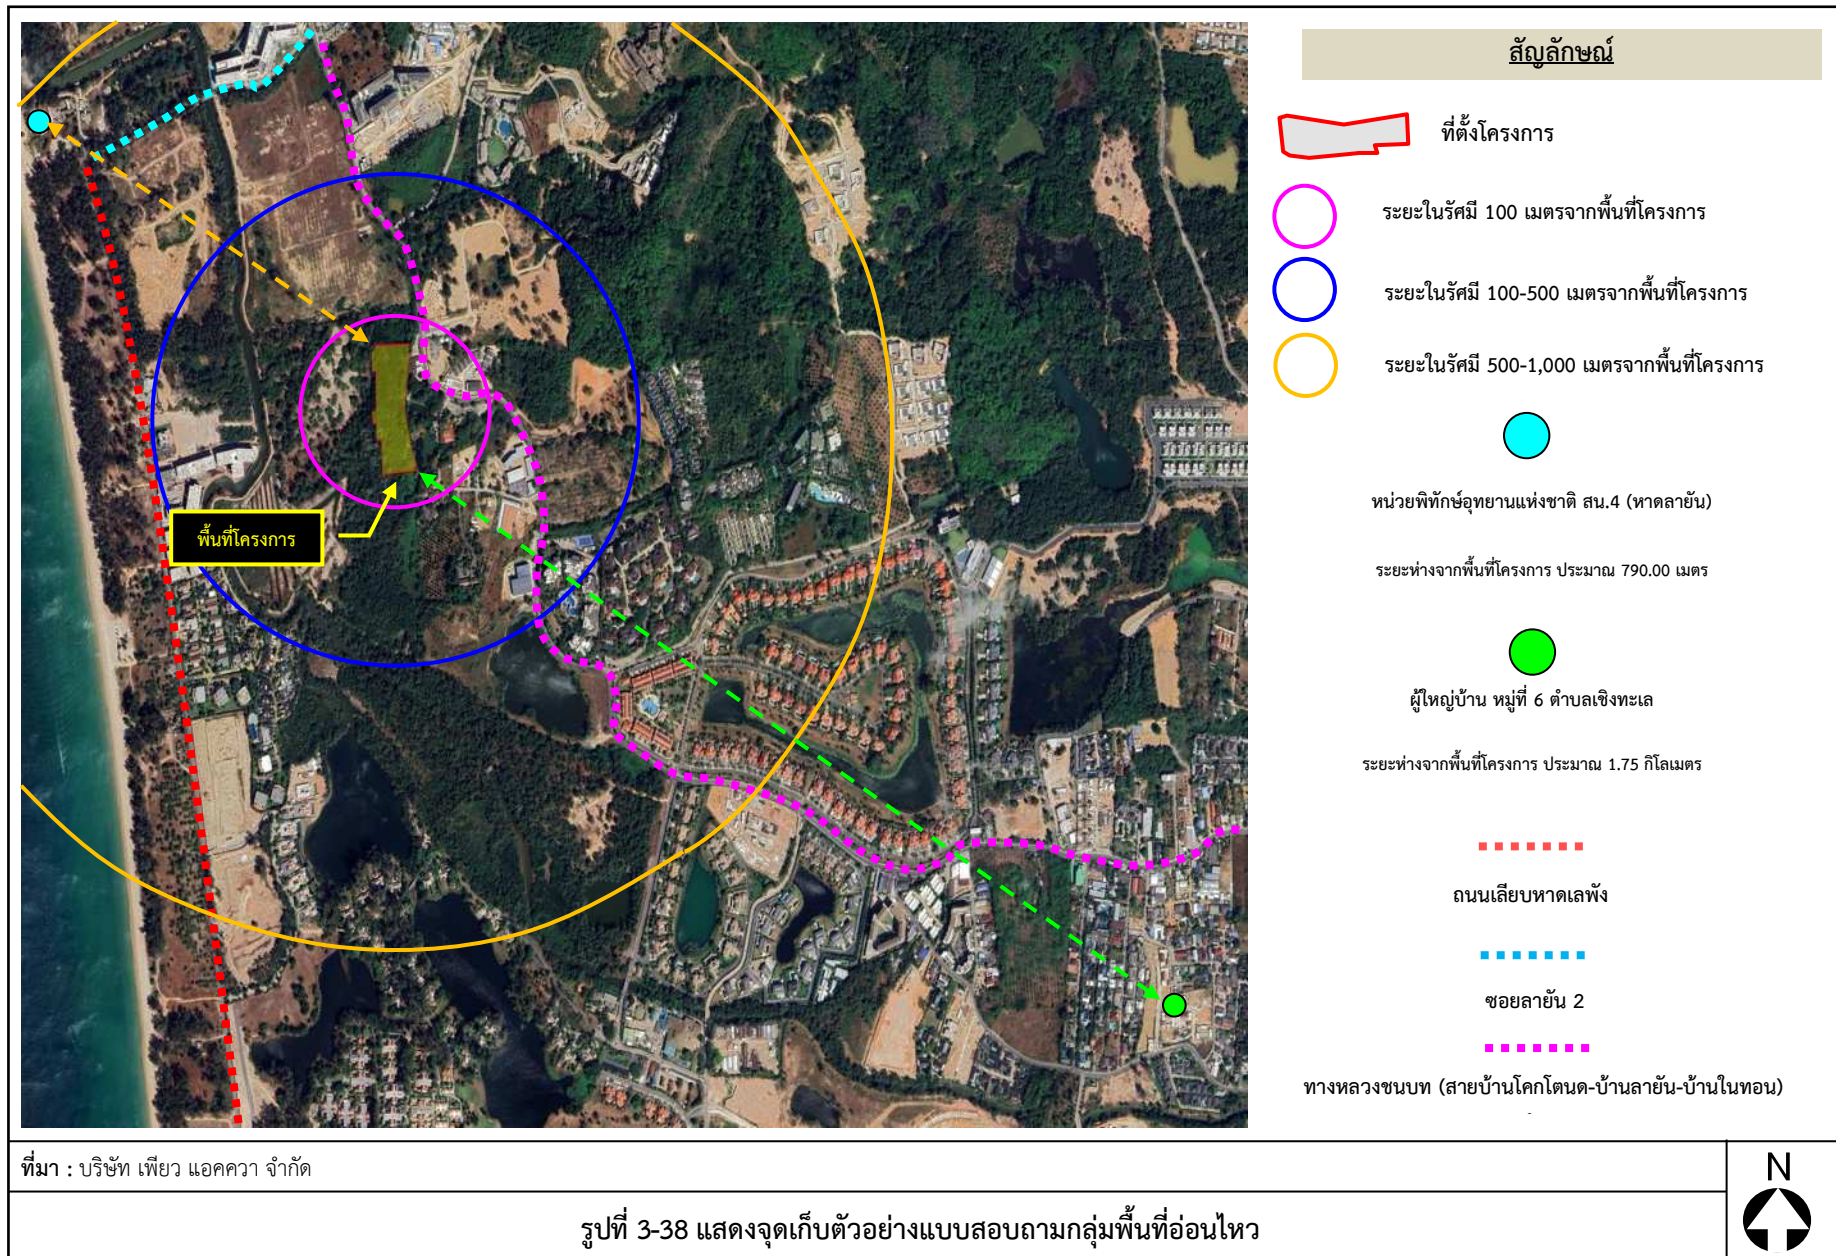 สัญลักษณ์
ที่ตั้งโครงการ
ระยะในรัศมี 100 เมตรจากพื้นที่โครงการ
ระยะในรัศมี 100-500 เมตรจากพื้นที่โครงการ
ระยะในรัศมี 500-1,000 เมตรจากพื้นที่โครงการ
หน่วยพิทักษ์อุทยานแห่งชาติ สน.4 (หาดลายัน)
ระยะห่างจากพื้นที่โครงการ ประมาณ 790.00 เมตร
ผู้ใหญ่บ้าน หมู่ที่ 6 ตำบลเชิงทะเล
ระยะห่างจากพื้นที่โครงการ ประมาณ 1.75 กิโลเมตร
ถนนเลียบหาดเลพัง
ซอยลายัน 2
ทางหลวงชนบท (สายบ้านโคกโตนด-บ้านลายัน-บ้านในทอน)
พื้นที่โครงการ
ที่มา : บริษัท เพียว แอคควา จำกัด
N
รูปที่ 3-38 แสดงจุดเก็บตัวอย่างแบบสอบถามกลุ่มพื้นที่อ่อนไหว